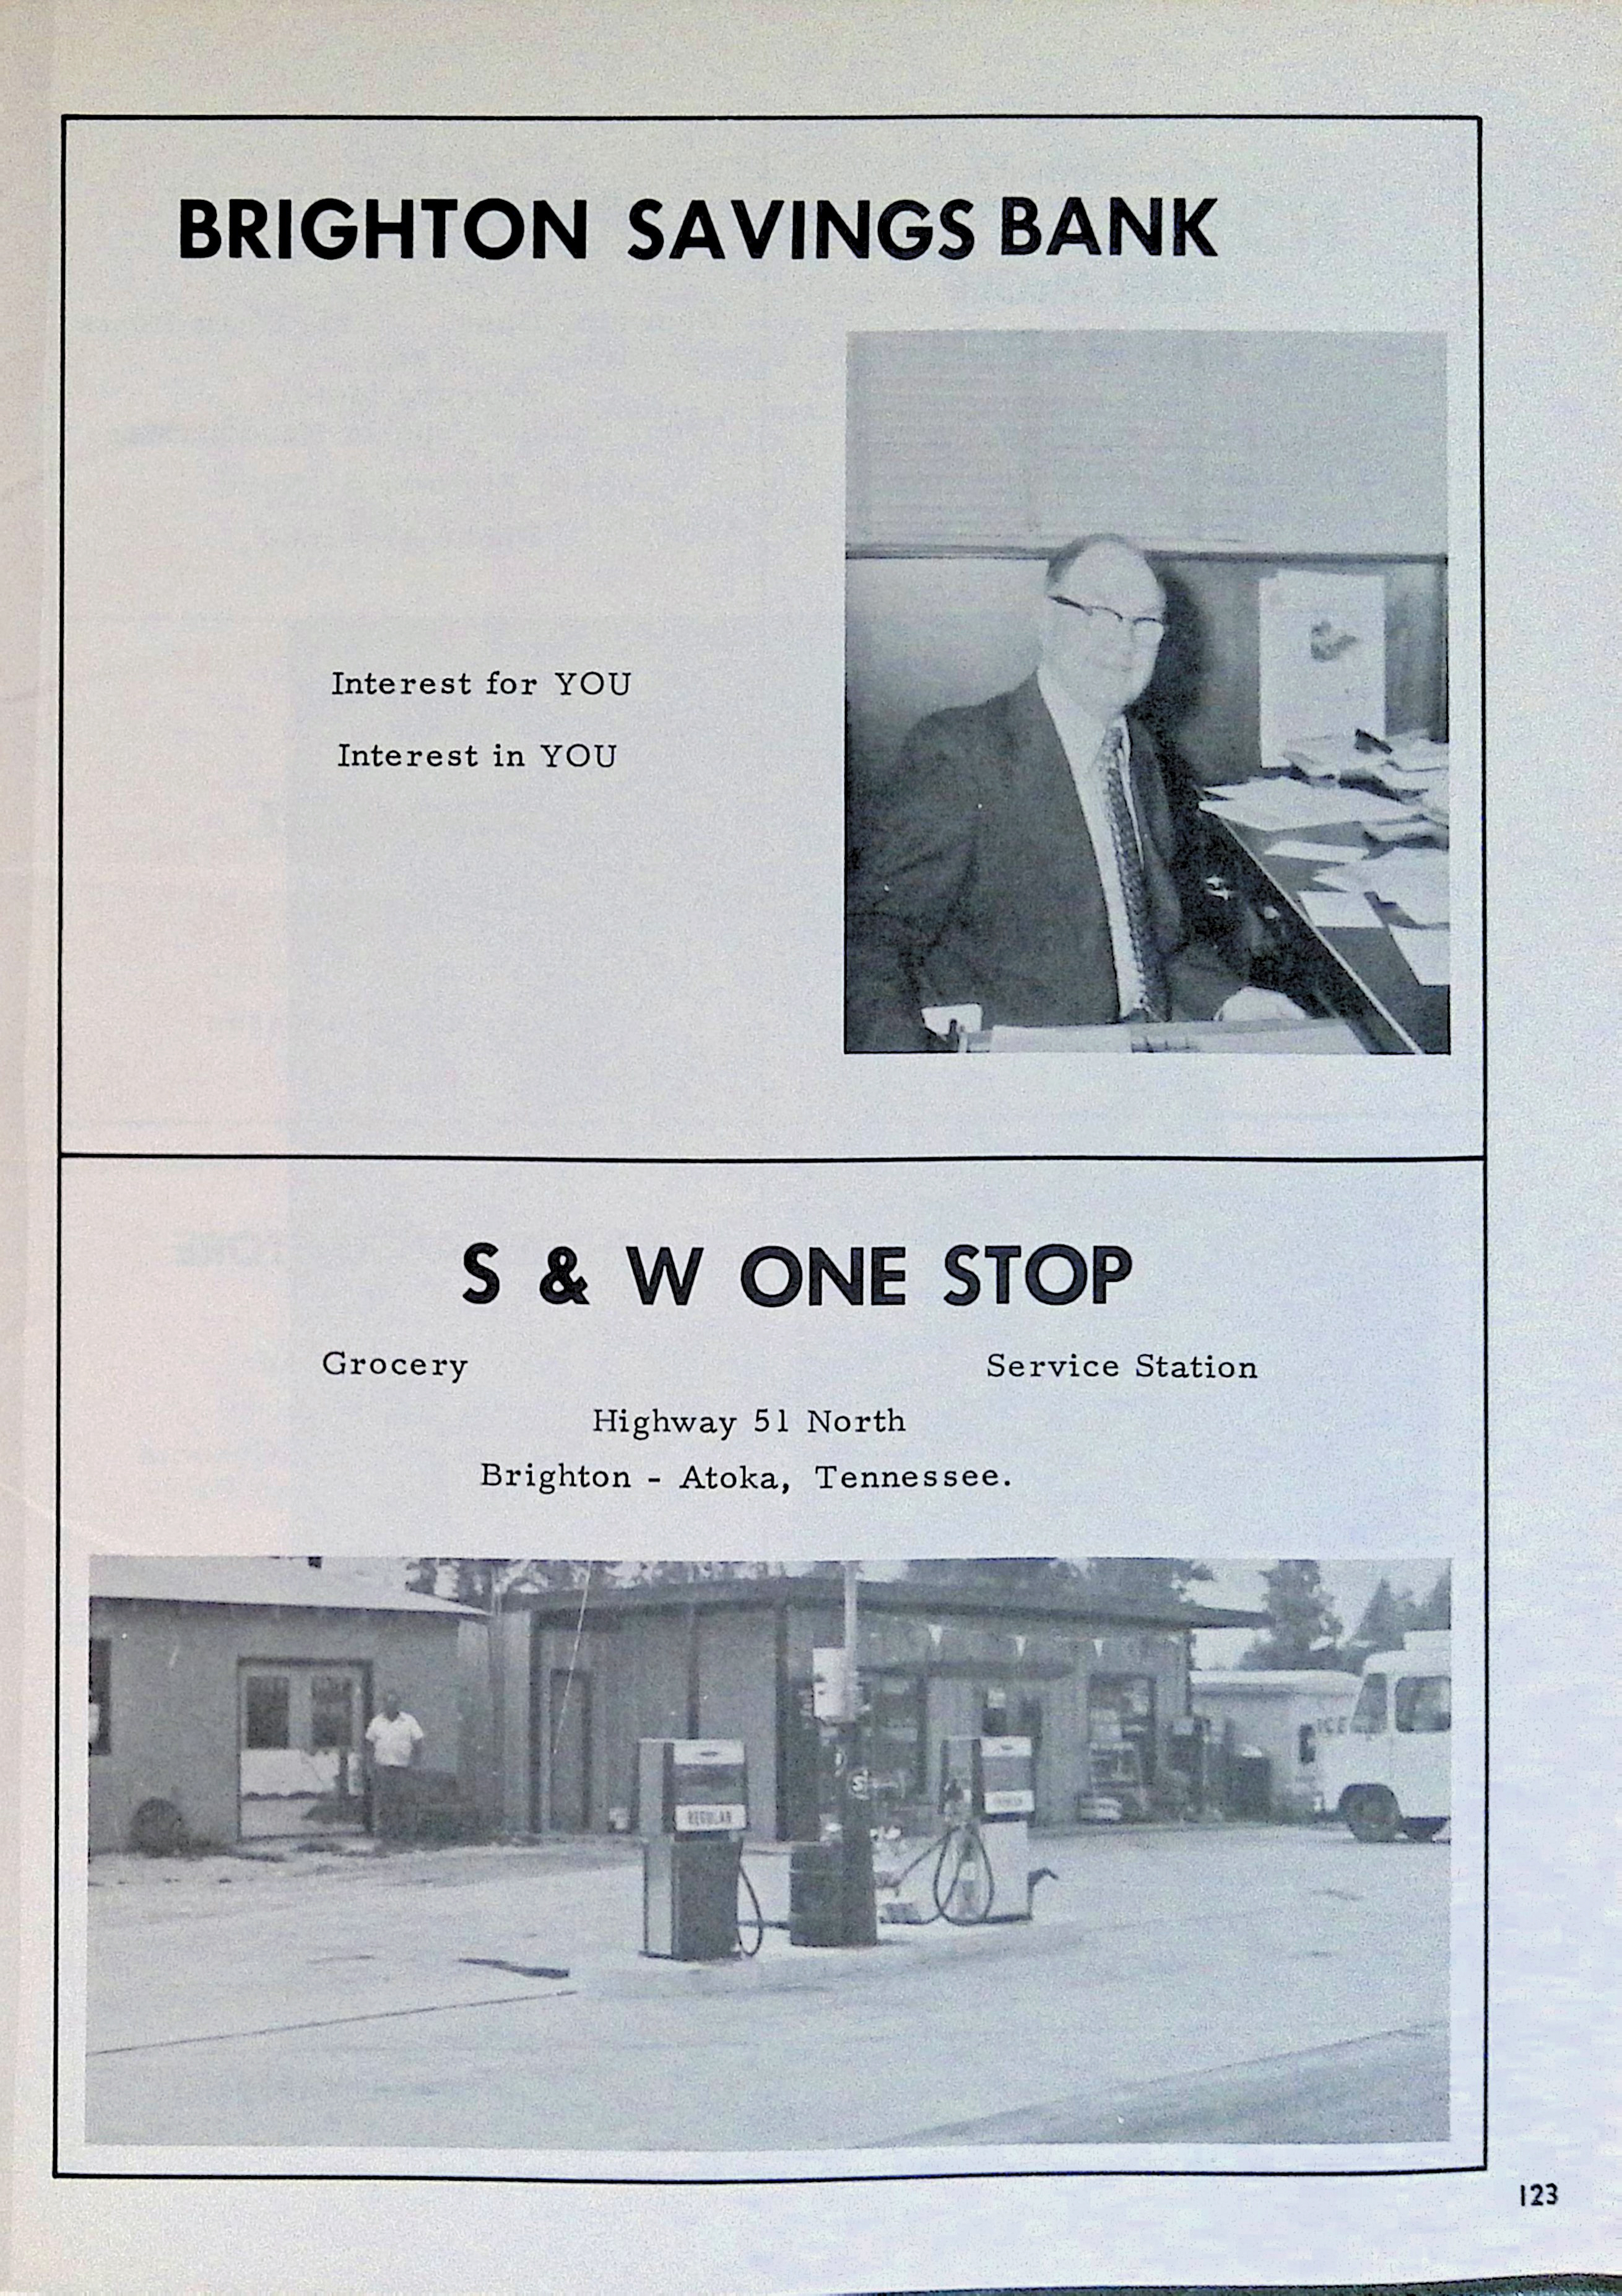 BRIGHTON SAVINGS BANK
Interest for YOU
Interest in YOU
S & W ONE STOP
Grocery Service Station
Highway 51 North
Brighton - Atoka, Tennessee.
REGULAR
ICE
123